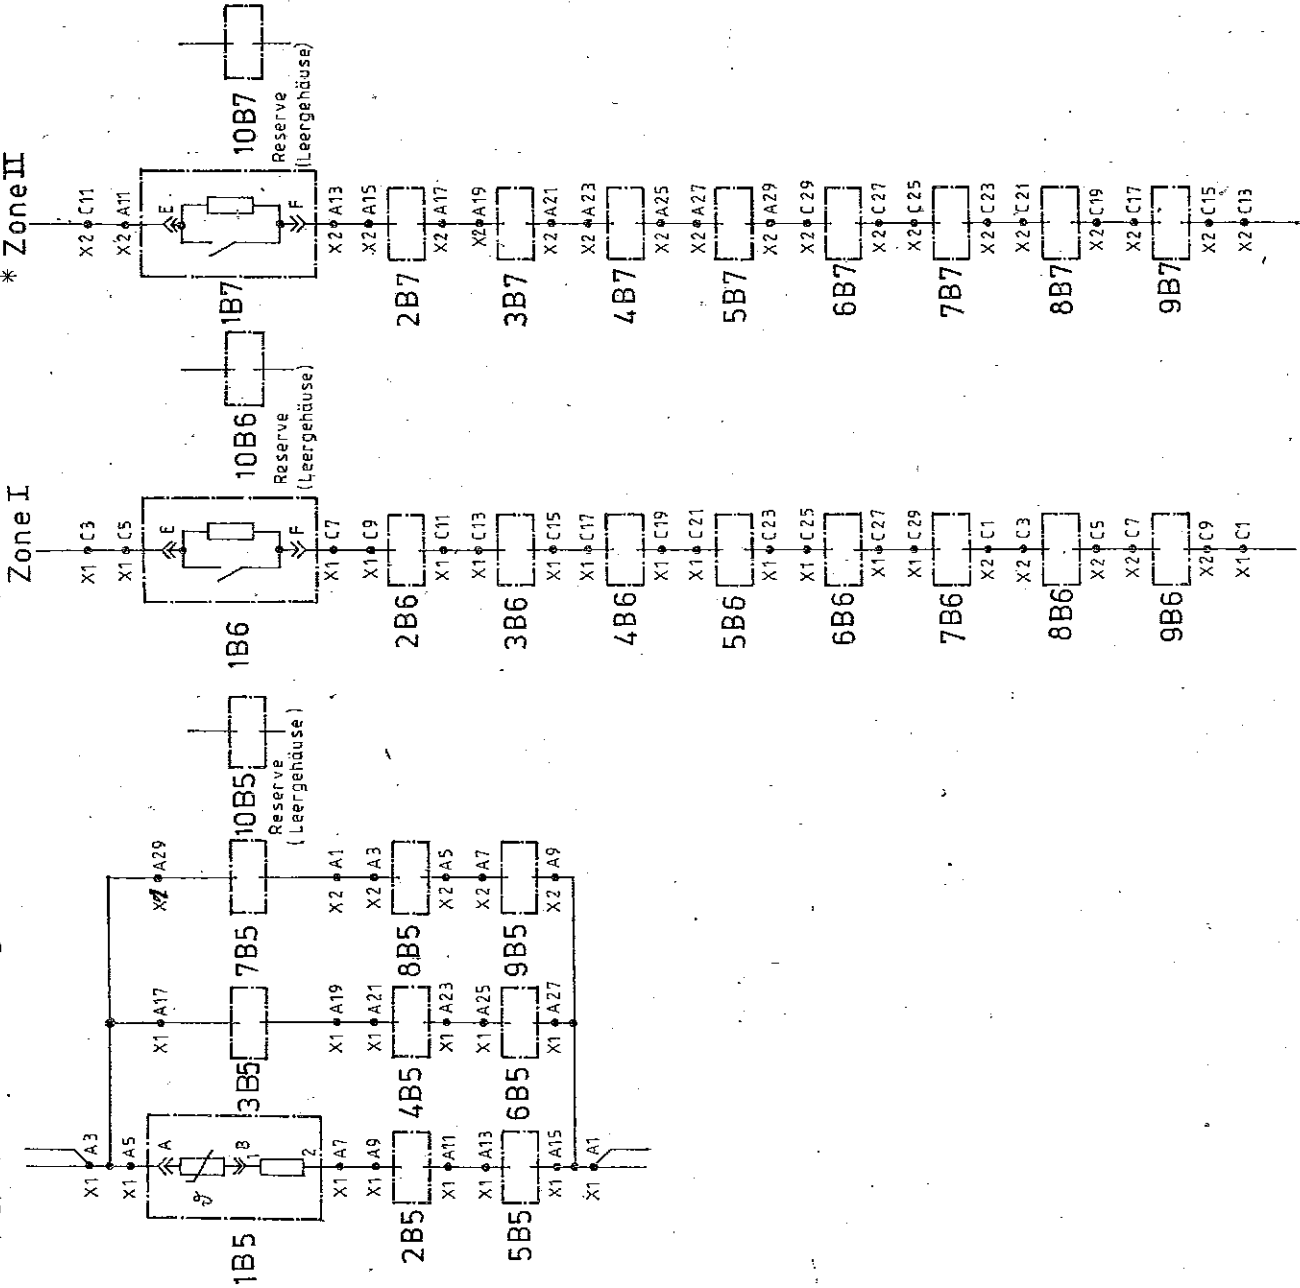 * Zone II
X2 C11
X2 A11
E
F
1B7
10B7
Reserve
(Leergehäuse)
X2 A13
X2 A15
2B7
X2 A17
X2 A19
3B7
X2 A21
X2 A23
4B7
X2 A25
X2 A27
5B7
X2 A29
X2 C29
6B7
X2 C27
X2 C25
7B7
X2 C23
X2 C21
8B7
X2 C19
X2 C17
9B7
X2 C15
X2 C13
Zone I
X1 C3
X1 C5
E
F
1B6
10B6
Reserve
(Leergehäuse)
X1 C7
X1 C9
2B6
X1 C11
X1 C13
3B6
X1 C15
X1 C17
4B6
X1 C19
X1 C21
5B6
X1 C23
X1 C25
6B6
X1 C27
X1 C29
7B6
X2 C1
X2 C3
8B6
X2 C5
X2 C7
9B6
X2 C9
X1 C1
10B5
Reserve
(Leergehäuse)
X1 A29
7B5
X2 A1
X2 A3
8B5
X2 A5
X2 A7
9B5
X2 A9
X1 A17
3B5
X1 A19
X1 A21
4B5
X1 A23
X1 A25
6B5
X1 A27
X1 A3
X1 A5
A
ϑ
1 B
2
1B5
X1 A7
X1 A9
2B5
X1 A11
X1 A13
5B5
X1 A15
X1 A1